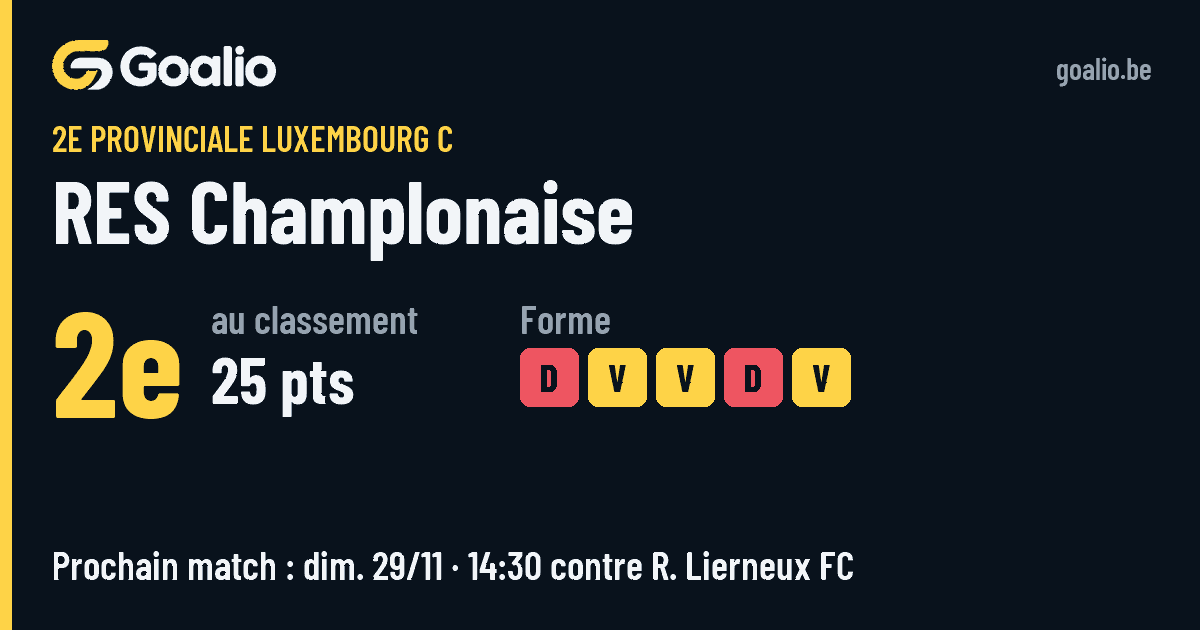 Goalio
goalio.be
2E PROVINCIALE LUXEMBOURG C
RES Champlonaise
2e
au classement
25 pts
Forme
D V V D V
Prochain match : dim. 29/11 · 14:30 contre R. Lierneux FC